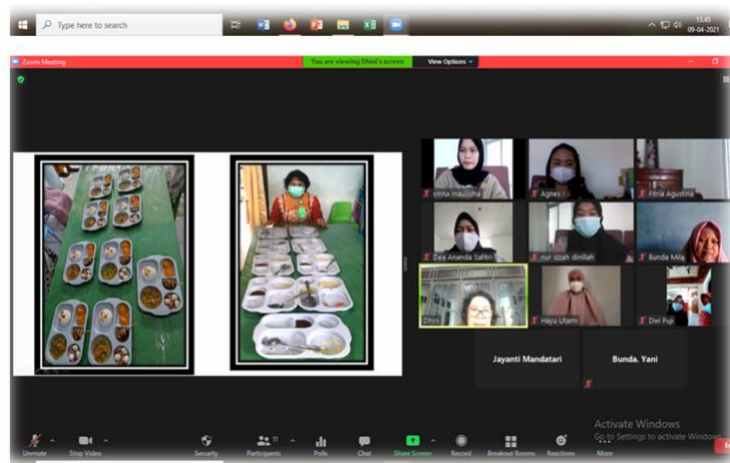 Type here to search
13.45
09-04-2021
Zoom Meeting
You are viewing Dhini's screen
View Options
vinna maulidha
Agnes I
Fitria Agustina
Dea Ananda Safitri
nur izzah dinillah
Bunda Mila
Dhini
Hayu Utami
Dwi Puji
Jayanti Mandatari
Bunda. Yani
Activate Windows
Go to Settings to activate Windows.
Unmute
Stop Video
Security
Participants
11
Polls
Chat
Share Screen
Record
Breakout Rooms
Reactions
More